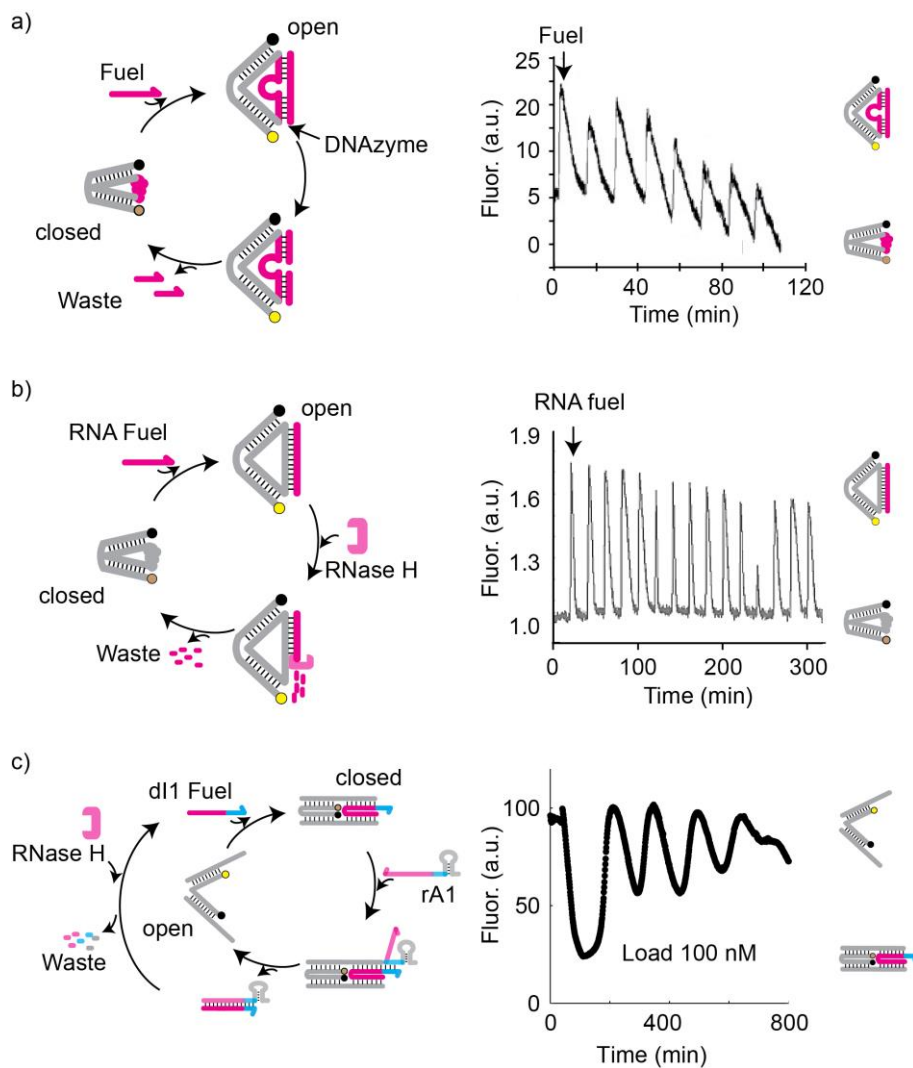 a)
Fuel
open
DNAzyme
closed
Waste
Fuel
25
20
15
10
5
0
Fluor. (a.u.)
0 40 80 120
Time (min)
b)
RNA Fuel
open
RNase H
closed
Waste
RNA fuel
1.9
1.6
1.3
1.0
Fluor. (a.u.)
0 100 200 300
Time (min)
c)
dI1 Fuel
closed
RNase H
rA1
open
Waste
100
50
0
Fluor. (a.u.)
Load 100 nM
0 400 800
Time (min)